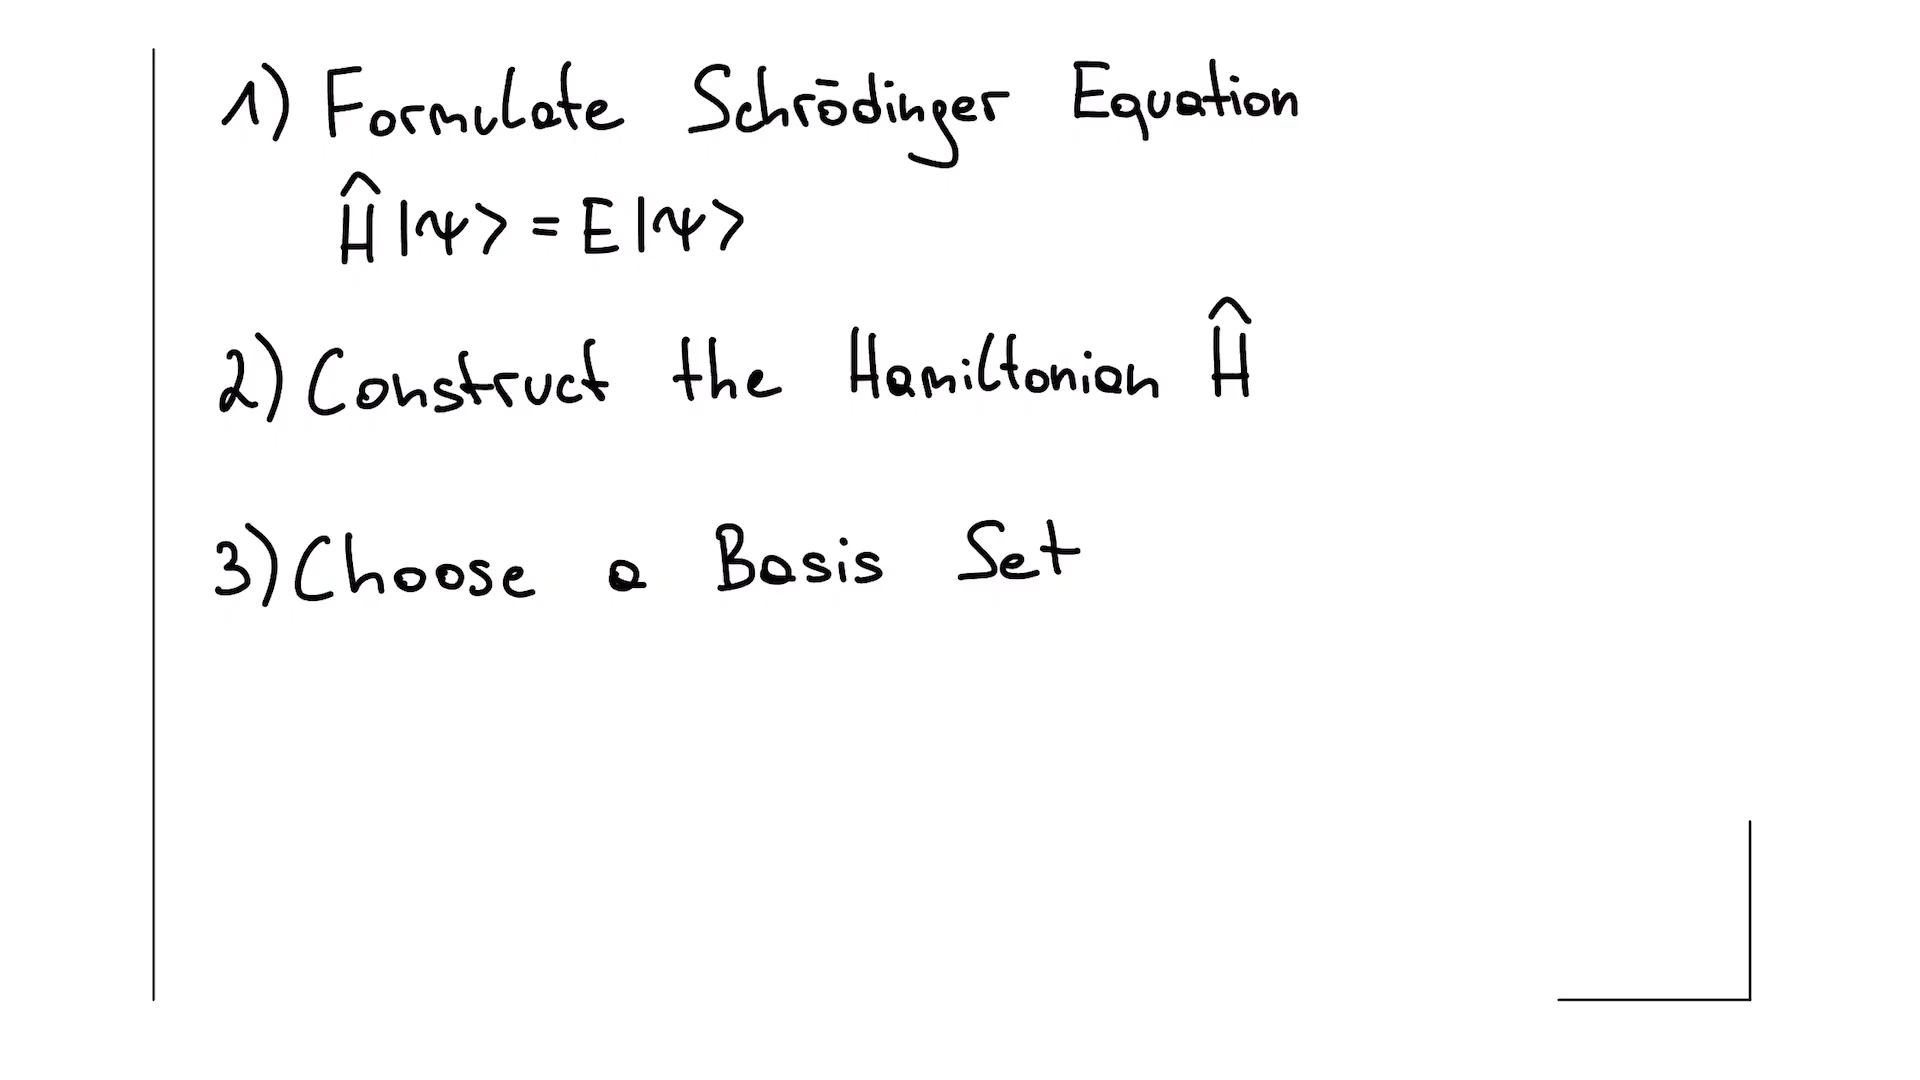 1) Formulate Schrödinger Equation
Ĥ|ψ> = E|ψ>
2) Construct the Hamiltonian Ĥ
3) Choose a Basis Set